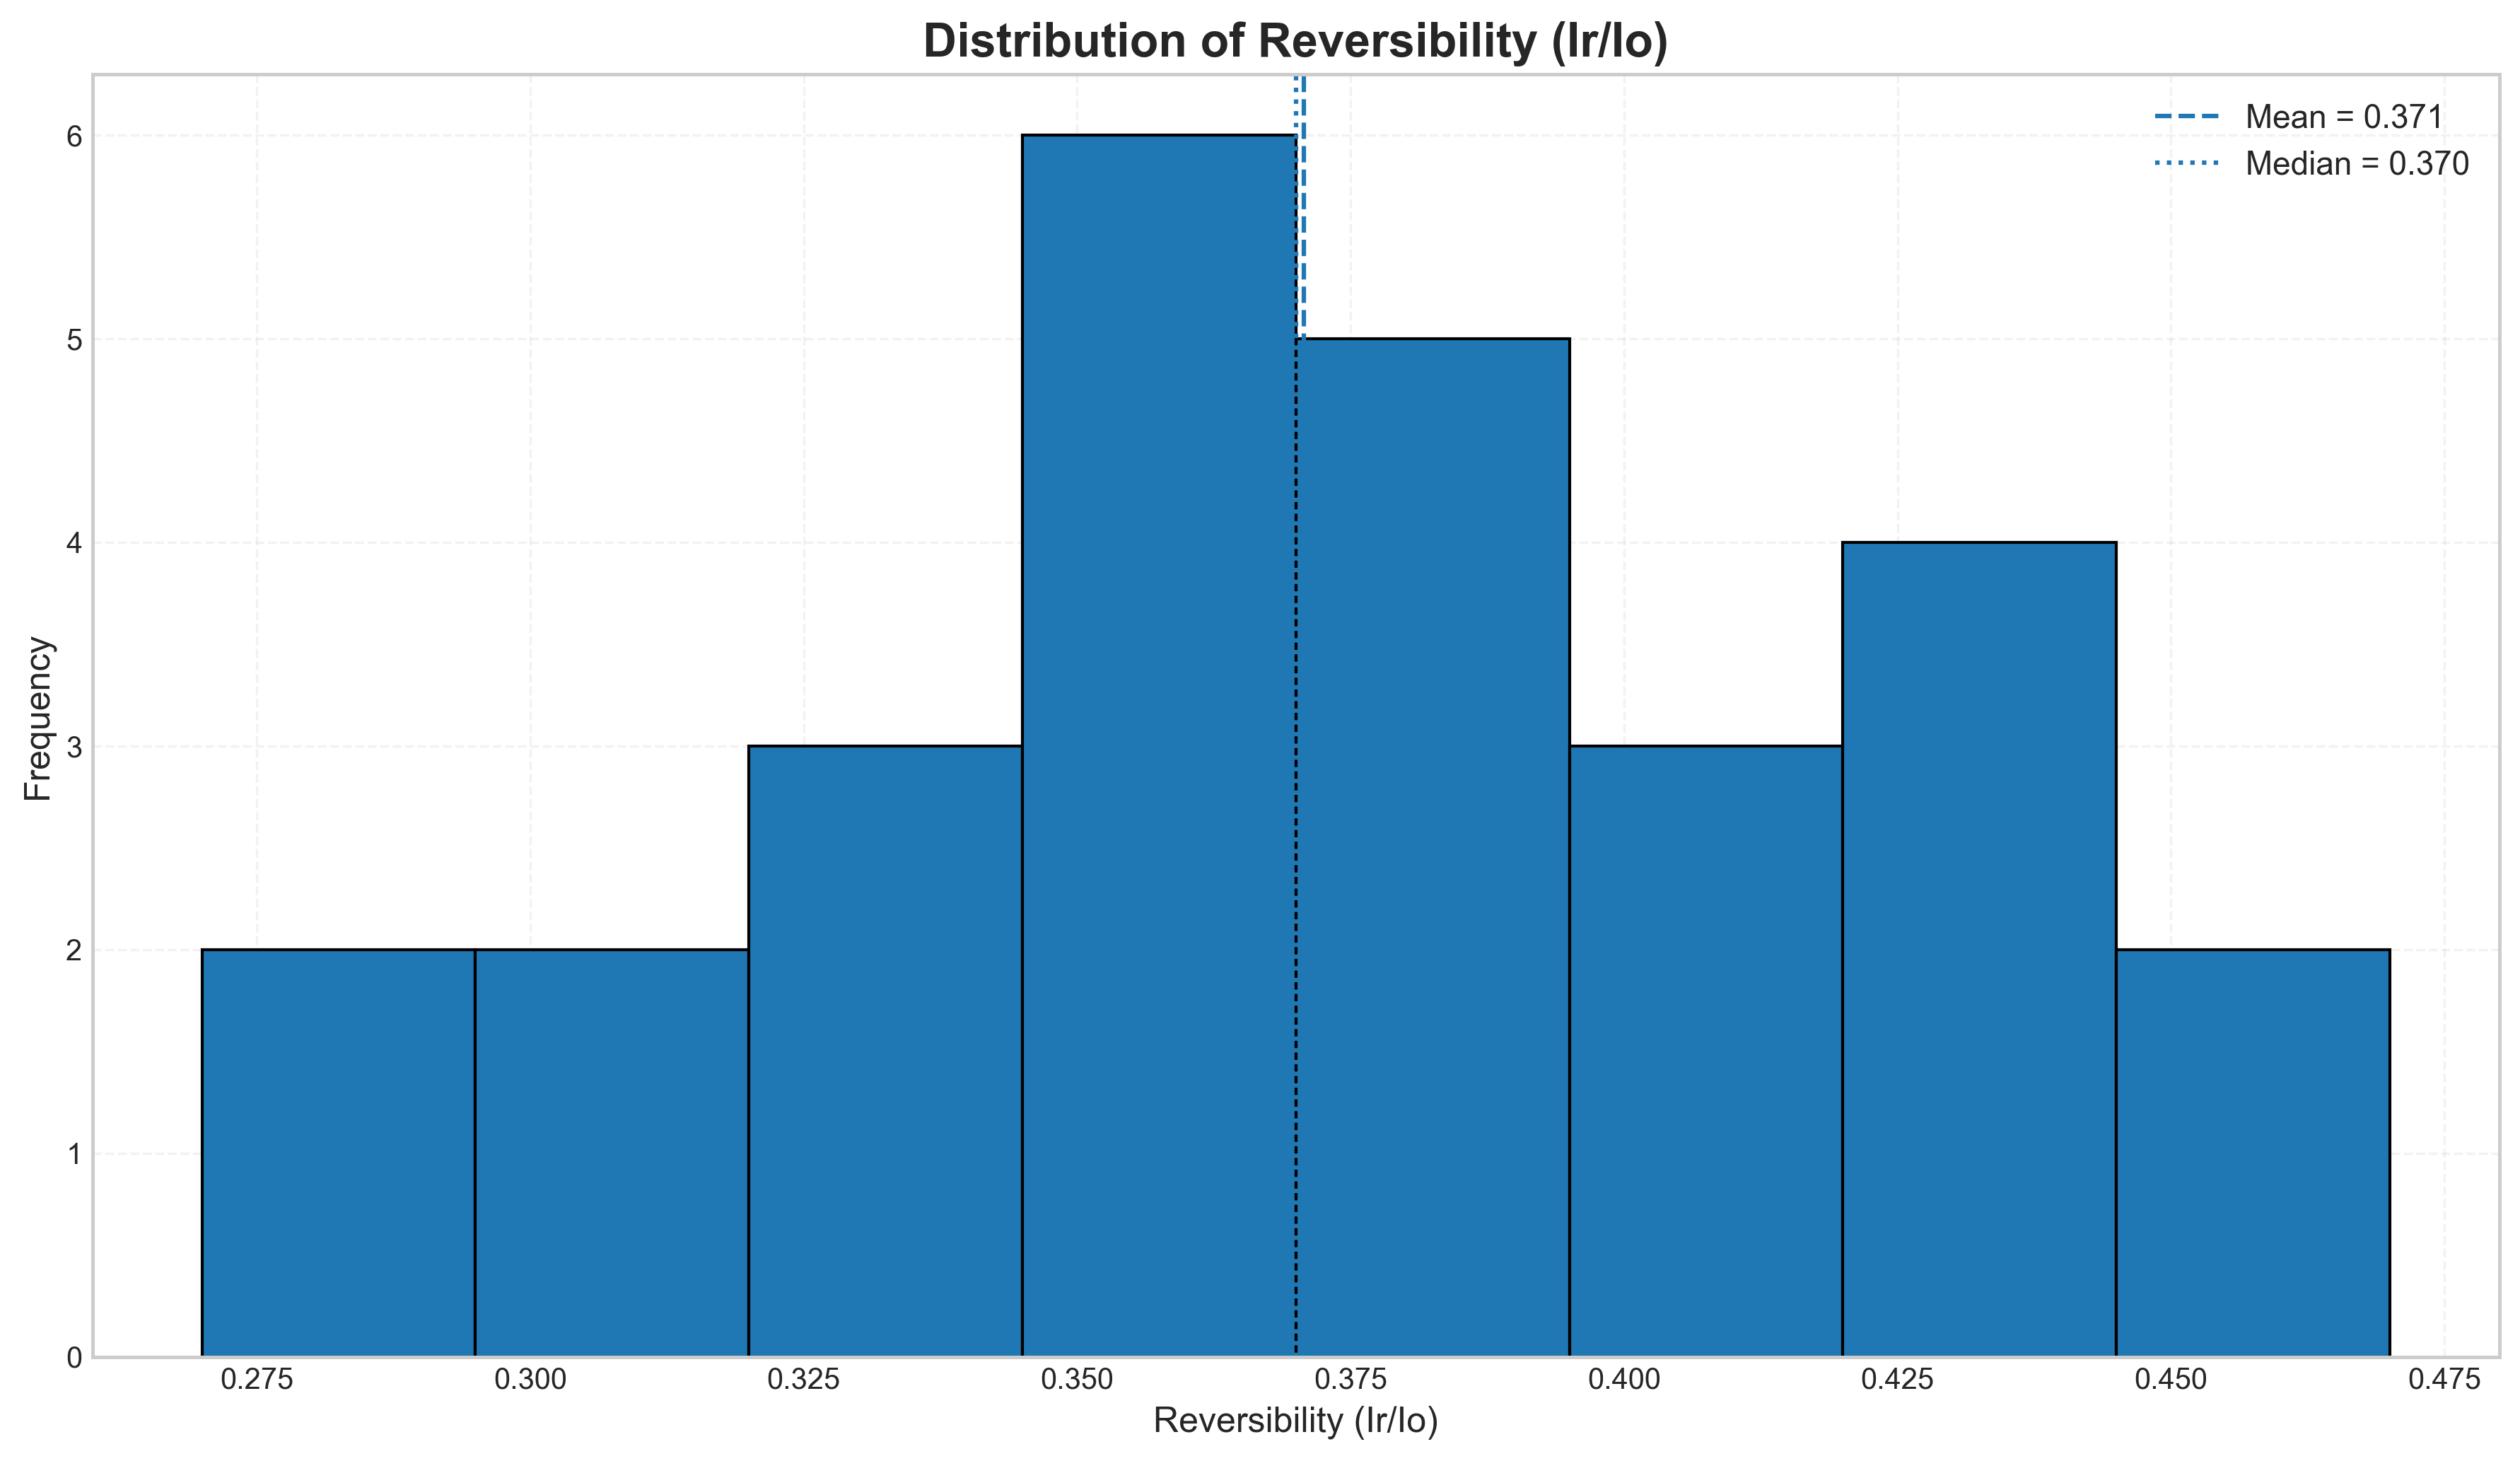 Distribution of Reversibility (Ir/Io)
Mean = 0.371
Median = 0.370
6
5
4
3
2
1
0
Frequency
0.275 0.300 0.325 0.350 0.375 0.400 0.425 0.450 0.475
Reversibility (Ir/Io)